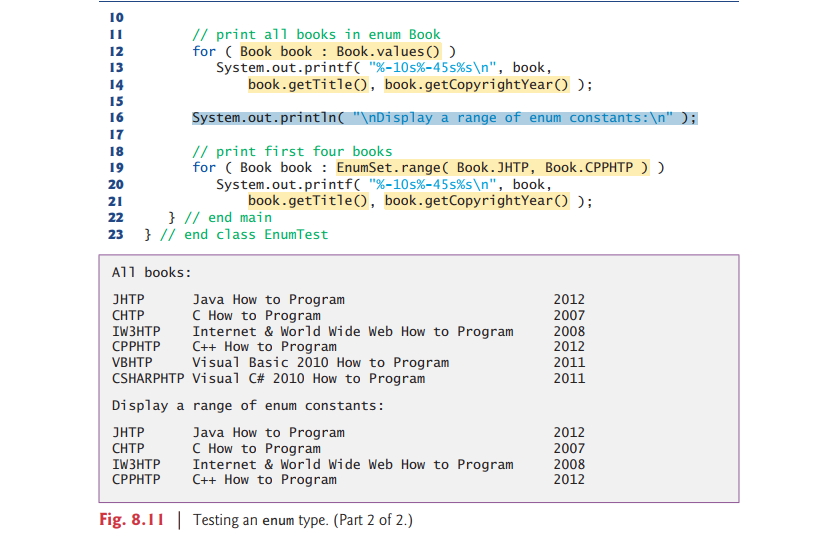 10
11 // print all books in enum Book
12 for ( Book book : Book.values() )
13 System.out.printf( "%-10s%-45s%s\n", book,
14 book.getTitle(), book.getCopyrightYear() );
15
16 System.out.println( "\nDisplay a range of enum constants:\n" );
17
18 // print first four books
19 for ( Book book : EnumSet.range( Book.JHTP, Book.CPPHTP ) )
20 System.out.printf( "%-10s%-45s%s\n", book,
21 book.getTitle(), book.getCopyrightYear() );
22 } // end main
23 } // end class EnumTest
All books:
JHTP Java How to Program 2012
CHTP C How to Program 2007
IW3HTP Internet & World Wide Web How to Program 2008
CPPHTP C++ How to Program 2012
VBHTP Visual Basic 2010 How to Program 2011
CSHARPHTP Visual C# 2010 How to Program 2011
Display a range of enum constants:
JHTP Java How to Program 2012
CHTP C How to Program 2007
IW3HTP Internet & World Wide Web How to Program 2008
CPPHTP C++ How to Program 2012
Fig. 8.11 | Testing an enum type. (Part 2 of 2.)